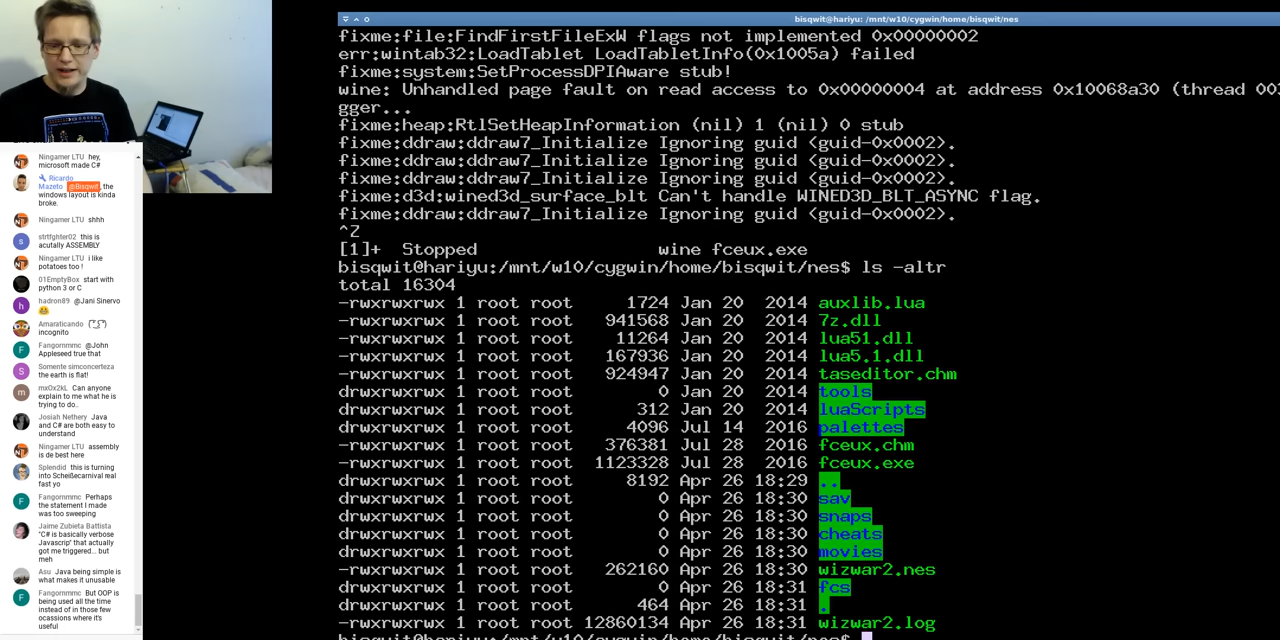 bisqwit@hariyu: /mnt/w10/cygwin/home/bisqwit/nes
fixme:file:FindFirstFileExW flags not implemented 0x00000002
err:wintab32:LoadTablet LoadTabletInfo(0x1005a) failed
fixme:system:SetProcessDPIAware stub!
wine: Unhandled page fault on read access to 0x00000004 at address 0x10068a30 (thread 003
gger...
fixme:heap:RtlSetHeapInformation (nil) 1 (nil) 0 stub
fixme:ddraw:ddraw7_Initialize Ignoring guid <guid-0x0002>.
fixme:ddraw:ddraw7_Initialize Ignoring guid <guid-0x0002>.
fixme:ddraw:ddraw7_Initialize Ignoring guid <guid-0x0002>.
fixme:d3d:wined3d_surface_blt Can't handle WINED3D_BLT_ASYNC flag.
fixme:ddraw:ddraw7_Initialize Ignoring guid <guid-0x0002>.
^Z
[1]+  Stopped                 wine fceux.exe
bisqwit@hariyu:/mnt/w10/cygwin/home/bisqwit/nes$ ls -altr
total 16304
-rwxrwxrwx 1 root root     1724 Jan 20  2014 auxlib.lua
-rwxrwxrwx 1 root root   941568 Jan 20  2014 7z.dll
-rwxrwxrwx 1 root root    11264 Jan 20  2014 lua51.dll
-rwxrwxrwx 1 root root   167936 Jan 20  2014 lua5.1.dll
-rwxrwxrwx 1 root root   924947 Jan 20  2014 taseditor.chm
drwxrwxrwx 1 root root        0 Jan 20  2014 tools
drwxrwxrwx 1 root root      312 Jan 20  2014 luaScripts
drwxrwxrwx 1 root root     4096 Jul 14  2016 palettes
-rwxrwxrwx 1 root root   376381 Jul 28  2016 fceux.chm
-rwxrwxrwx 1 root root  1123328 Jul 28  2016 fceux.exe
drwxrwxrwx 1 root root     8192 Apr 26 18:29 ..
drwxrwxrwx 1 root root        0 Apr 26 18:30 sav
drwxrwxrwx 1 root root        0 Apr 26 18:30 snaps
drwxrwxrwx 1 root root        0 Apr 26 18:30 cheats
drwxrwxrwx 1 root root        0 Apr 26 18:30 movies
-rwxrwxrwx 1 root root   262160 Apr 26 18:30 wizwar2.nes
drwxrwxrwx 1 root root        0 Apr 26 18:31 fcs
drwxrwxrwx 1 root root      464 Apr 26 18:31 .
-rwxrwxrwx 1 root root 12860134 Apr 26 18:31 wizwar2.log
bisqwit@hariyu:/mnt/w10/cygwin/home/bisqwit/nes$
Ningamer LTU hey,
microsoft made C#
Ricardo
Mazeto @Bisqwit, the
windows layout is kinda
broke.
Ningamer LTU shhh
strtfghter02 this is
acutally ASSEMBLY
Ningamer LTU i like
potatoes too !
01EmptyBox start with
python 3 or C
hadron89 @Jani Sinervo
Amaraticando ( ͡° ͜ʖ ͡°)
incognito
Fangornmmc @John
Appleseed true that
Somente simconcerteza
the earth is flat!
mxOx2kL Can anyone
explain to me what he is
trying to do..
Josiah Nethery Java
and C# are both easy to
understand
Ningamer LTU assembly
is de best here
Splendid this is turning
into Scheißecarnival real
fast yo
Fangornmmc Perhaps
the statement I made
was too sweeping
Jaime Zubieta Battista
"C# is basically verbose
Javascrip" that actually
got me triggered... but
meh
Asu Java being simple is
what makes it unusable
Fangornmmc But OOP is
being used all the time
instead of in those few
ocassions where it's
useful